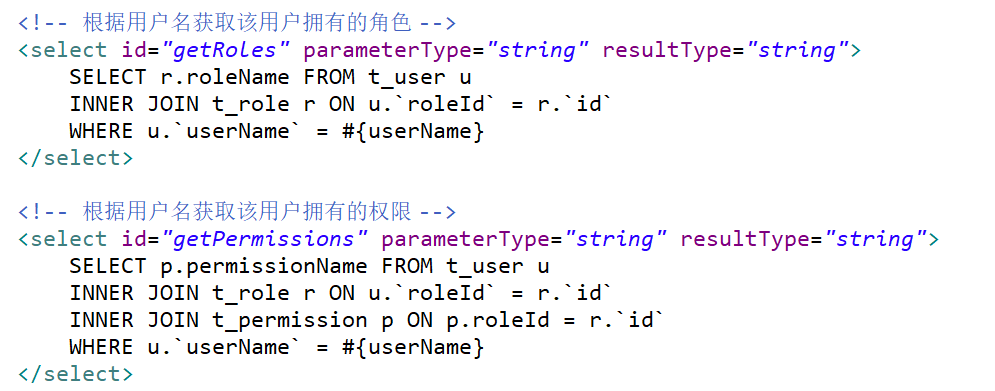 <!-- 根据用户名获取该用户拥有的角色 -->
<select id="getRoles" parameterType="string" resultType="string">
    SELECT r.roleName FROM t_user u
    INNER JOIN t_role r ON u.`roleId` = r.`id`
    WHERE u.`userName` = #{userName}
</select>

<!-- 根据用户名获取该用户拥有的权限 -->
<select id="getPermissions" parameterType="string" resultType="string">
    SELECT p.permissionName FROM t_user u
    INNER JOIN t_role r ON u.`roleId` = r.`id`
    INNER JOIN t_permission p ON p.roleId = r.`id`
    WHERE u.`userName` = #{userName}
</select>